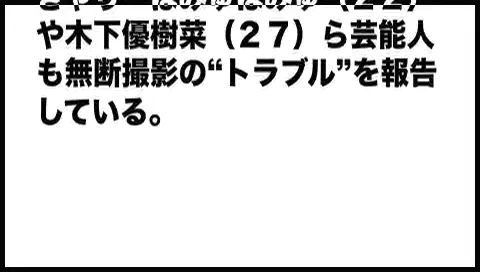 や木下優樹菜（２７）ら芸能人
も無断撮影の“トラブル”を報告
している。